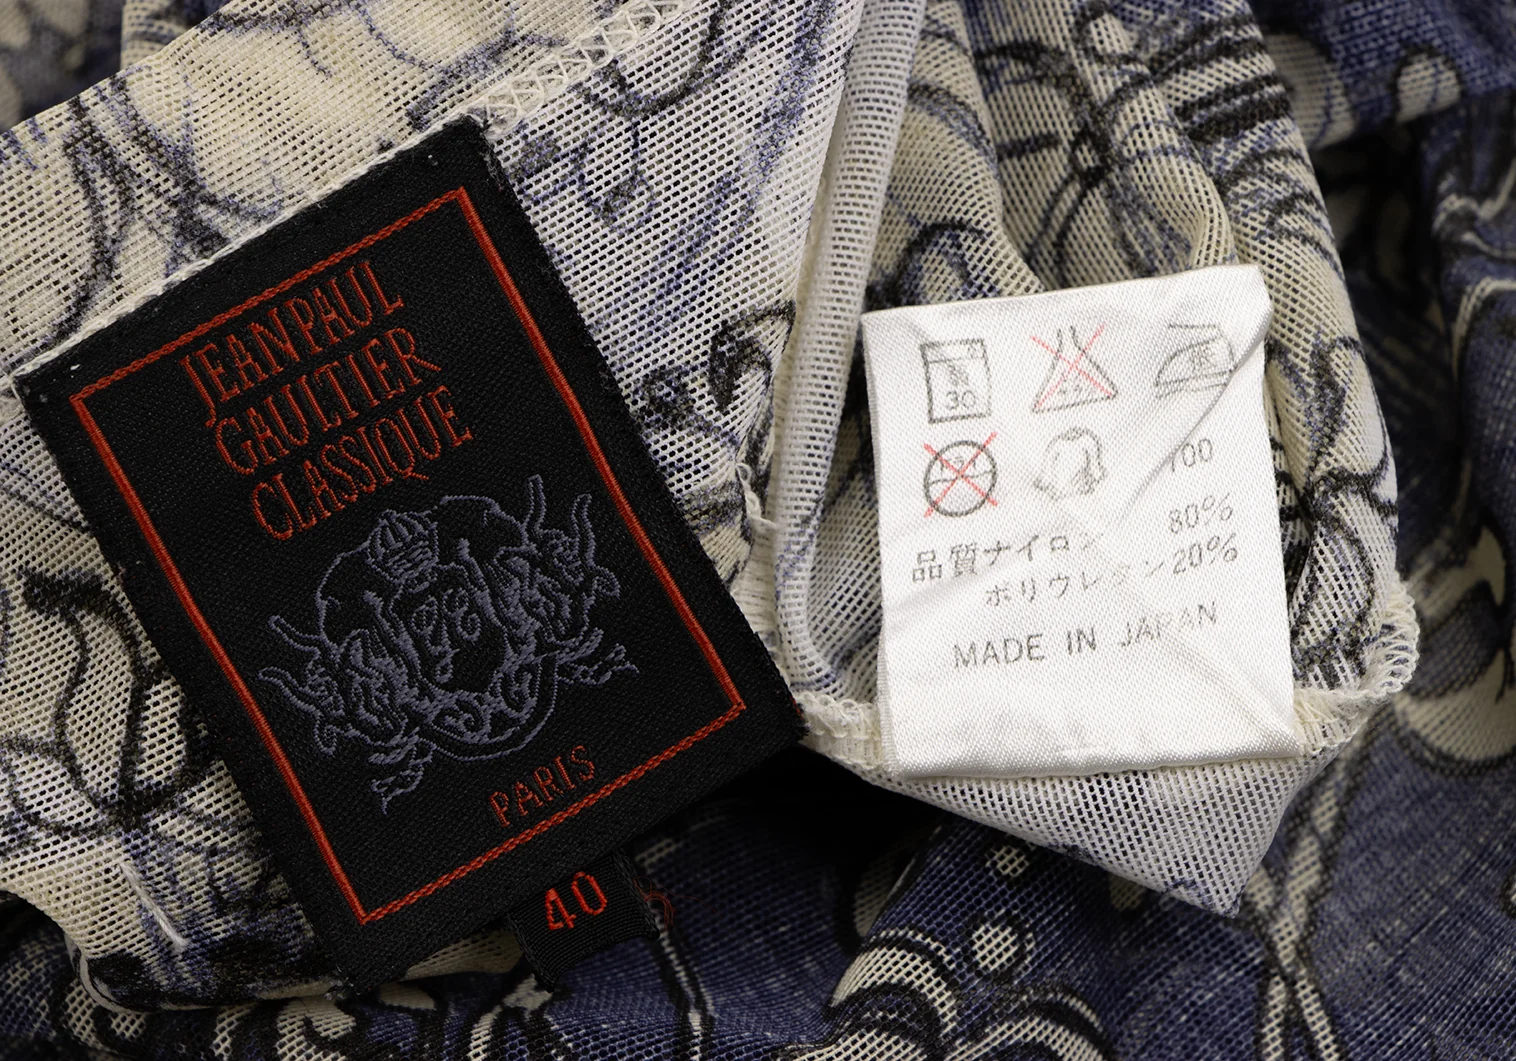 JEAN PAUL
GAULTIER
CLASSIQUE
PARIS
40
30
100
品質ナイロン 80%
ポリウレタン 20%
MADE IN JAPAN